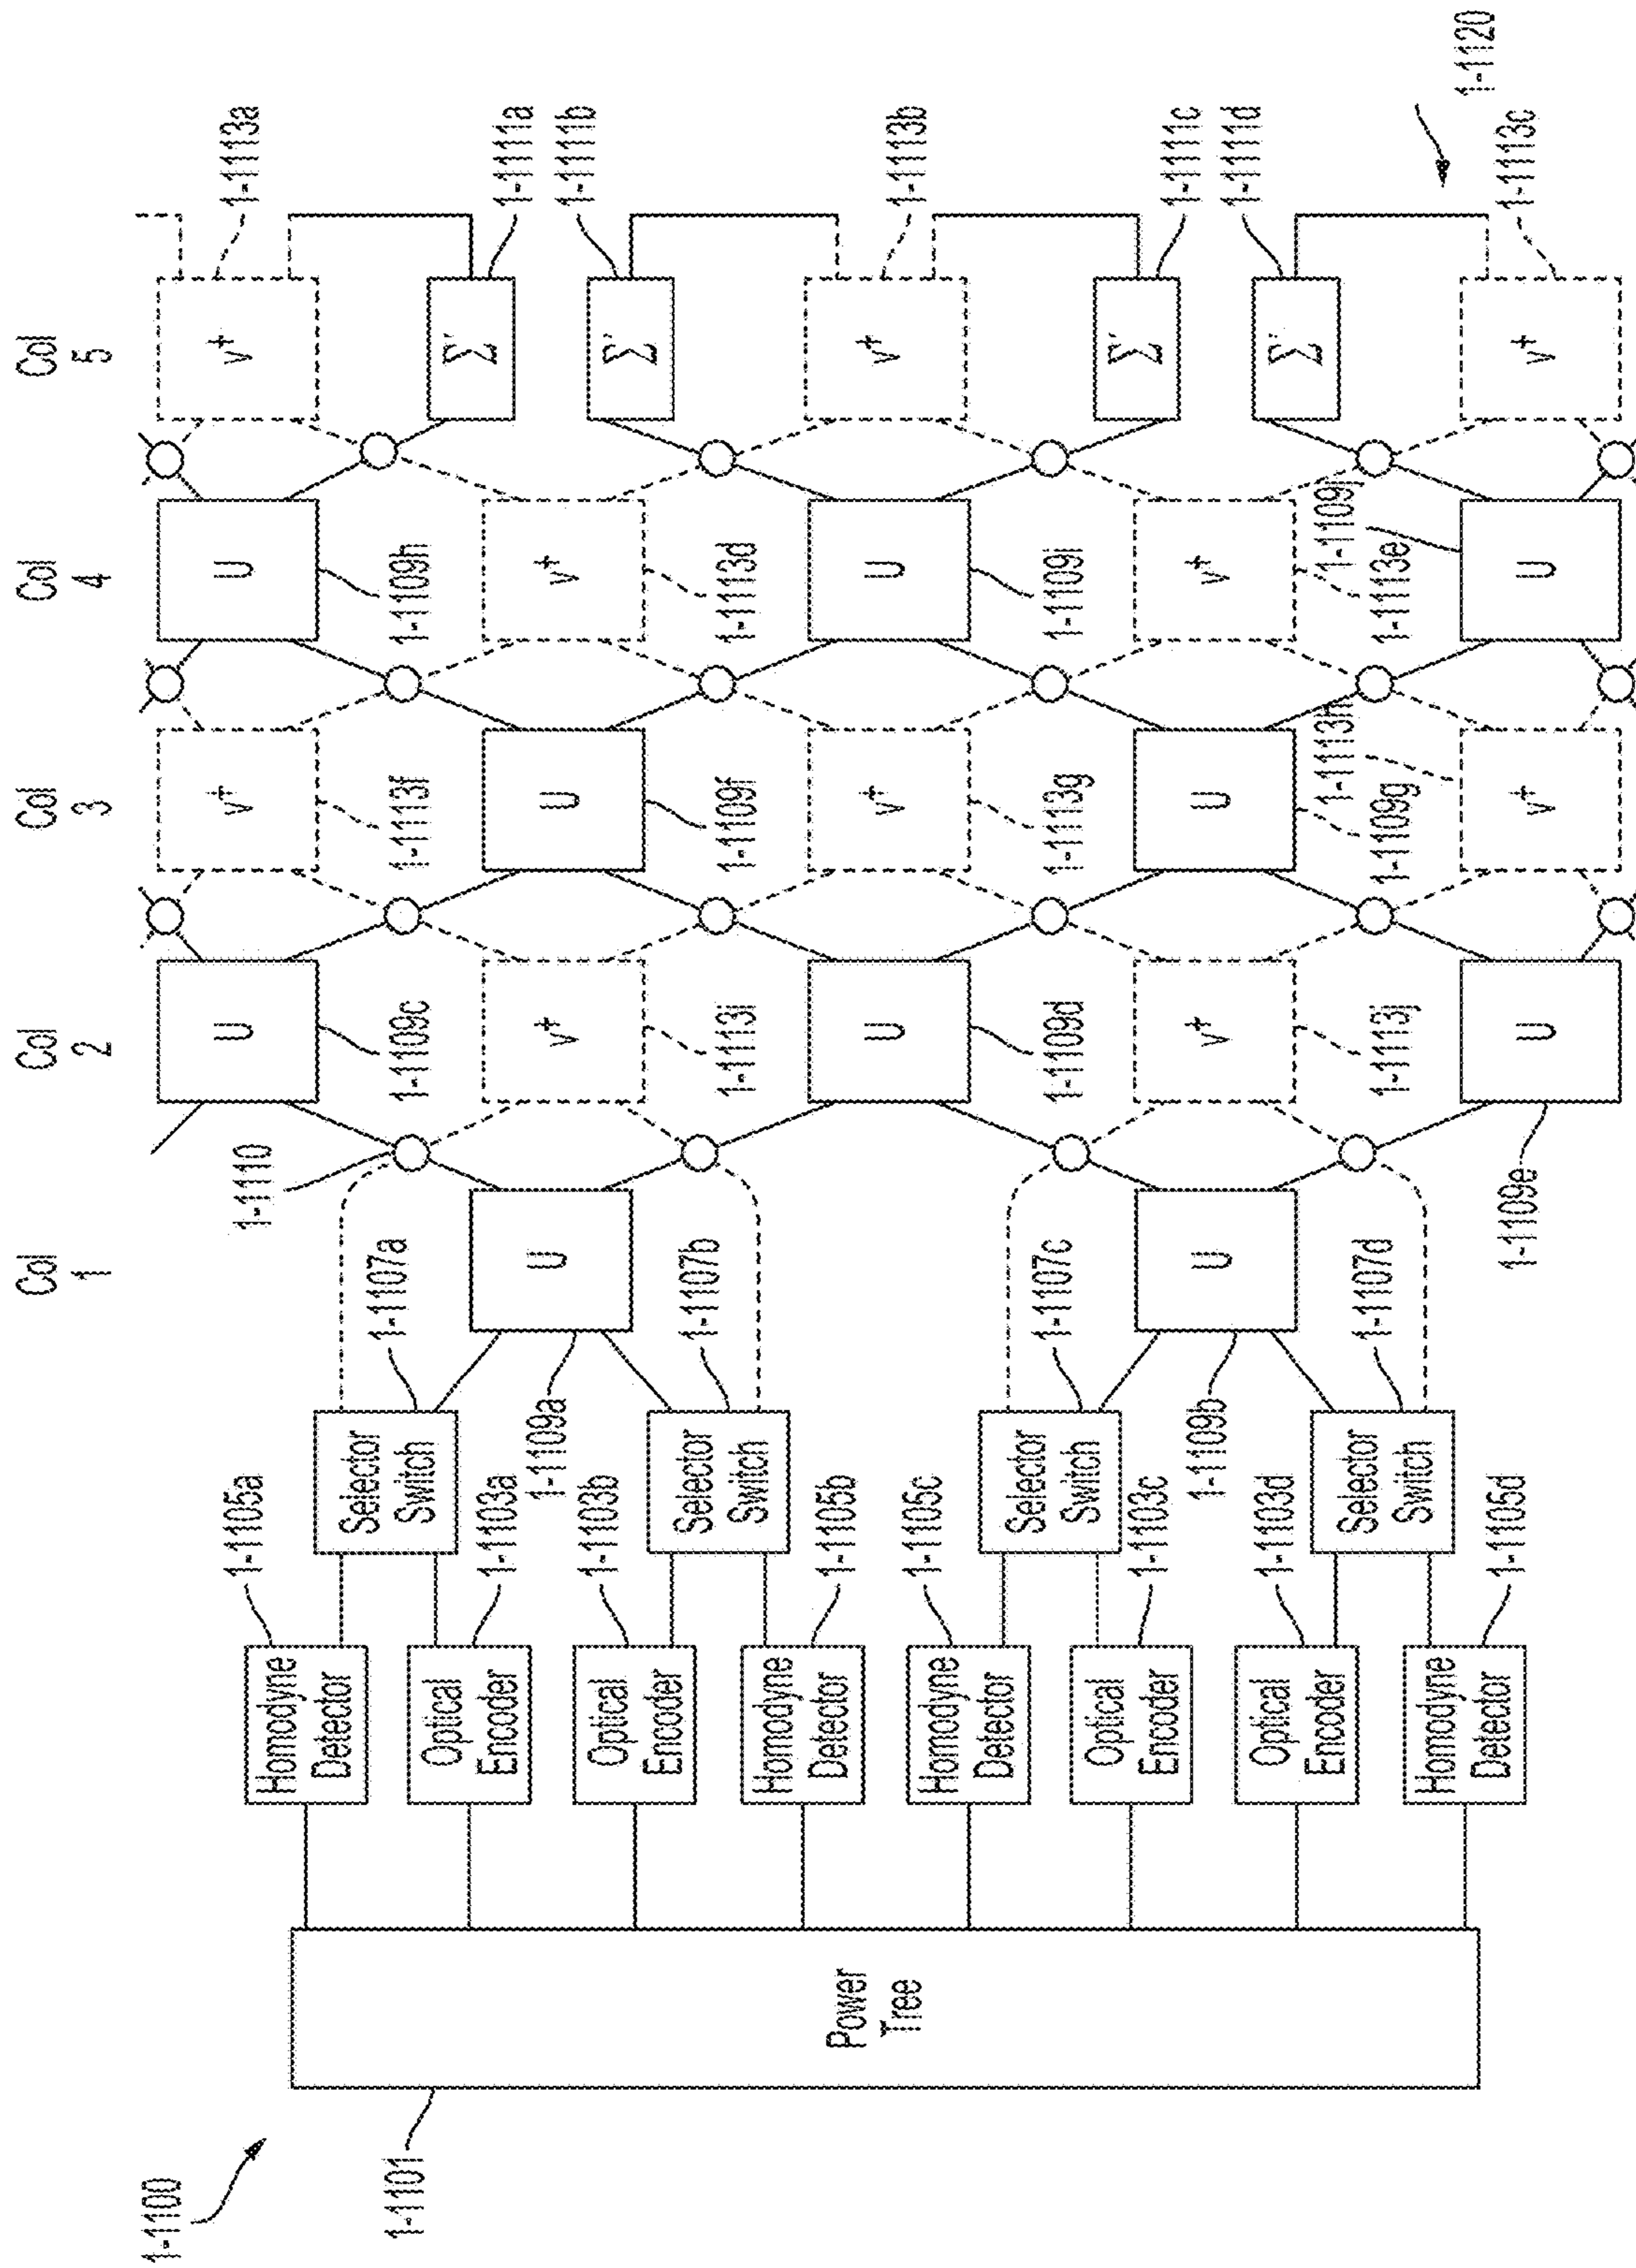 1-1100
1-1101
Power
Tree
Homodyne
Detector
1-1105a
Optical
Encoder
1-1103a
Optical
Encoder
1-1103b
Homodyne
Detector
1-1105b
Homodyne
Detector
1-1105c
Optical
Encoder
1-1103c
Optical
Encoder
1-1103d
Homodyne
Detector
1-1105d
Selector
Switch
1-1107a
Selector
Switch
1-1107b
Selector
Switch
1-1107c
Selector
Switch
1-1107d
Col
1
U
1-1109a
U
1-1109b
1-1110
Col
2
U
1-1109c
V†
1-1113i
U
1-1109d
V†
1-1113j
U
1-1109e
Col
3
V†
1-1113f
U
1-1109f
V†
1-1113g
U
1-1109g
V†
1-1113h
Col
4
U
1-1109h
V†
1-1113d
U
1-1109i
V†
1-1113e
U
1-1109j
Col
5
V†
1-1113a
Σ'
1-1111a
Σ'
1-1111b
V†
1-1113b
Σ'
1-1111c
Σ'
1-1111d
V†
1-1113c
1-1120